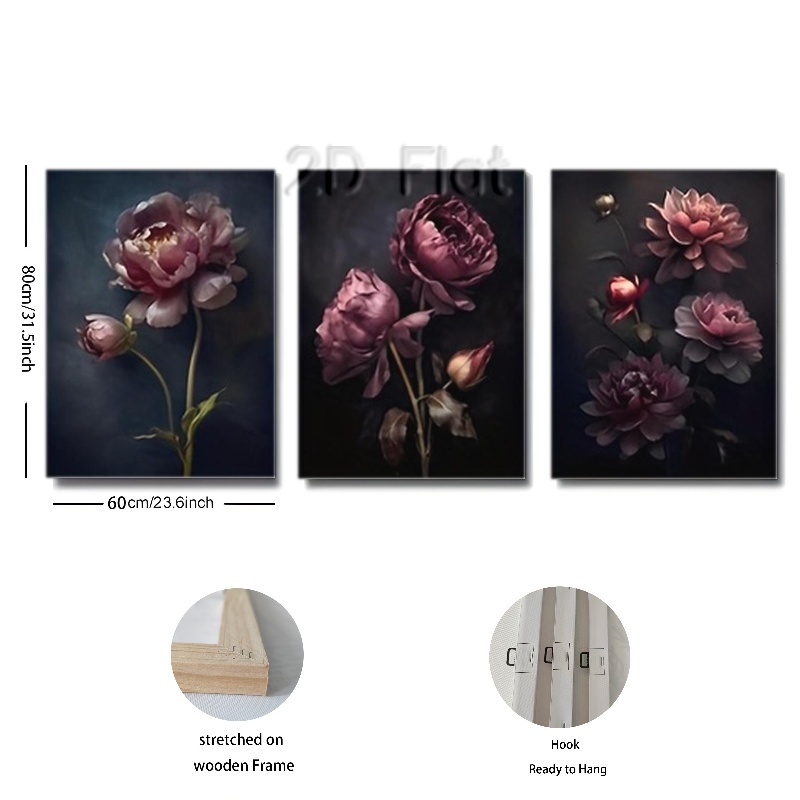 2D Flat
80cm/31.5inch
60cm/23.6inch
stretched on
wooden Frame
Hook
Ready to Hang